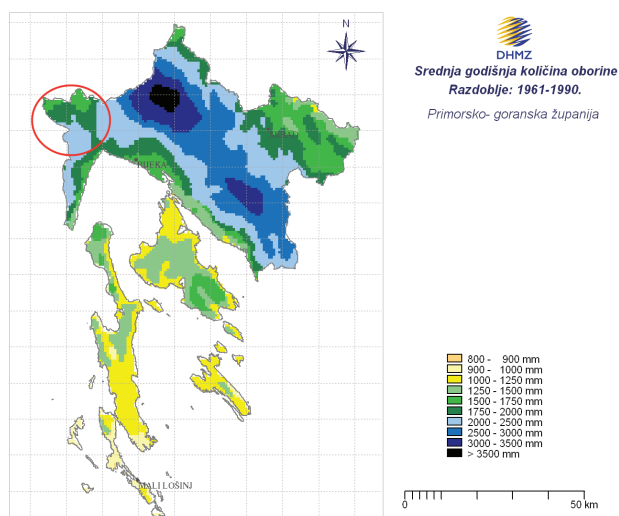 N
DHMZ
Srednja godišnja količina oborine
Razdoblje: 1961-1990.
Primorsko- goranska županija
RIJEKA
MALI LOŠINJ
800 - 900 mm
900 - 1000 mm
1000 - 1250 mm
1250 - 1500 mm
1500 - 1750 mm
1750 - 2000 mm
2000 - 2500 mm
2500 - 3000 mm
3000 - 3500 mm
> 3500 mm
0
50 km